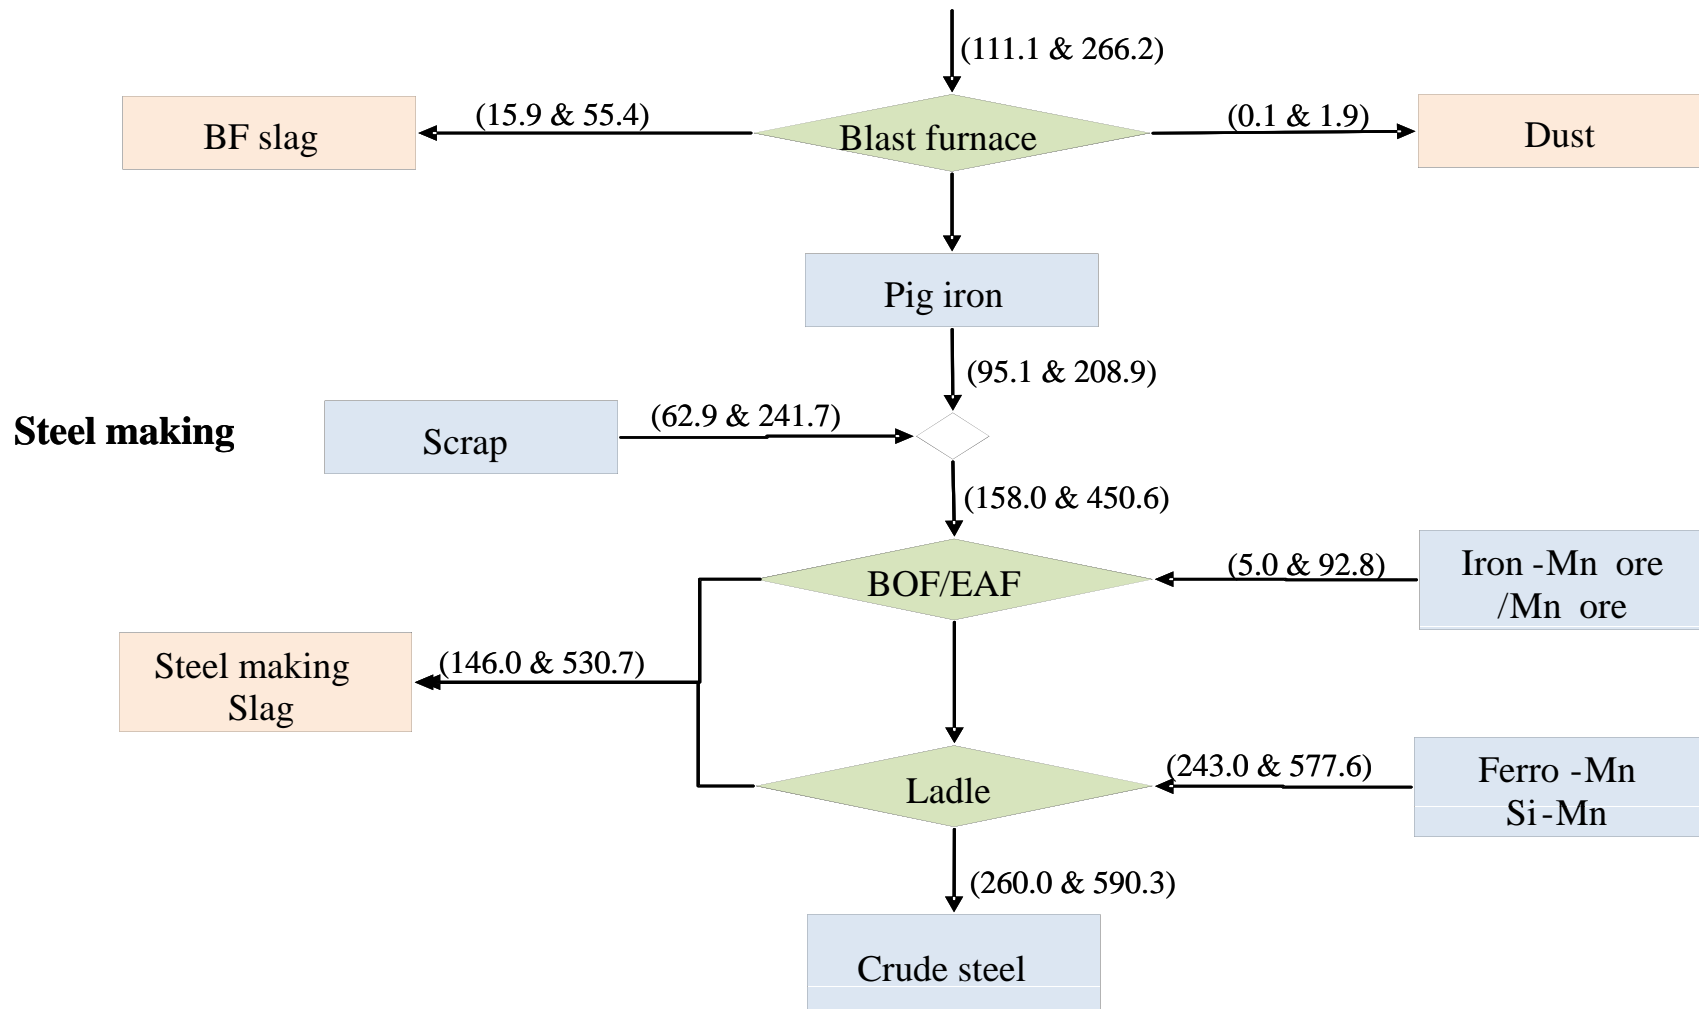 (111.1 & 266.2)
BF slag
(15.9 & 55.4)
Blast furnace
(0.1 & 1.9)
Dust
Pig iron
(95.1 & 208.9)
Steel making
Scrap
(62.9 & 241.7)
(158.0 & 450.6)
BOF/EAF
(5.0 & 92.8)
Iron -Mn ore
/Mn ore
Steel making
Slag
(146.0 & 530.7)
Ladle
(243.0 & 577.6)
Ferro -Mn
Si-Mn
(260.0 & 590.3)
Crude steel